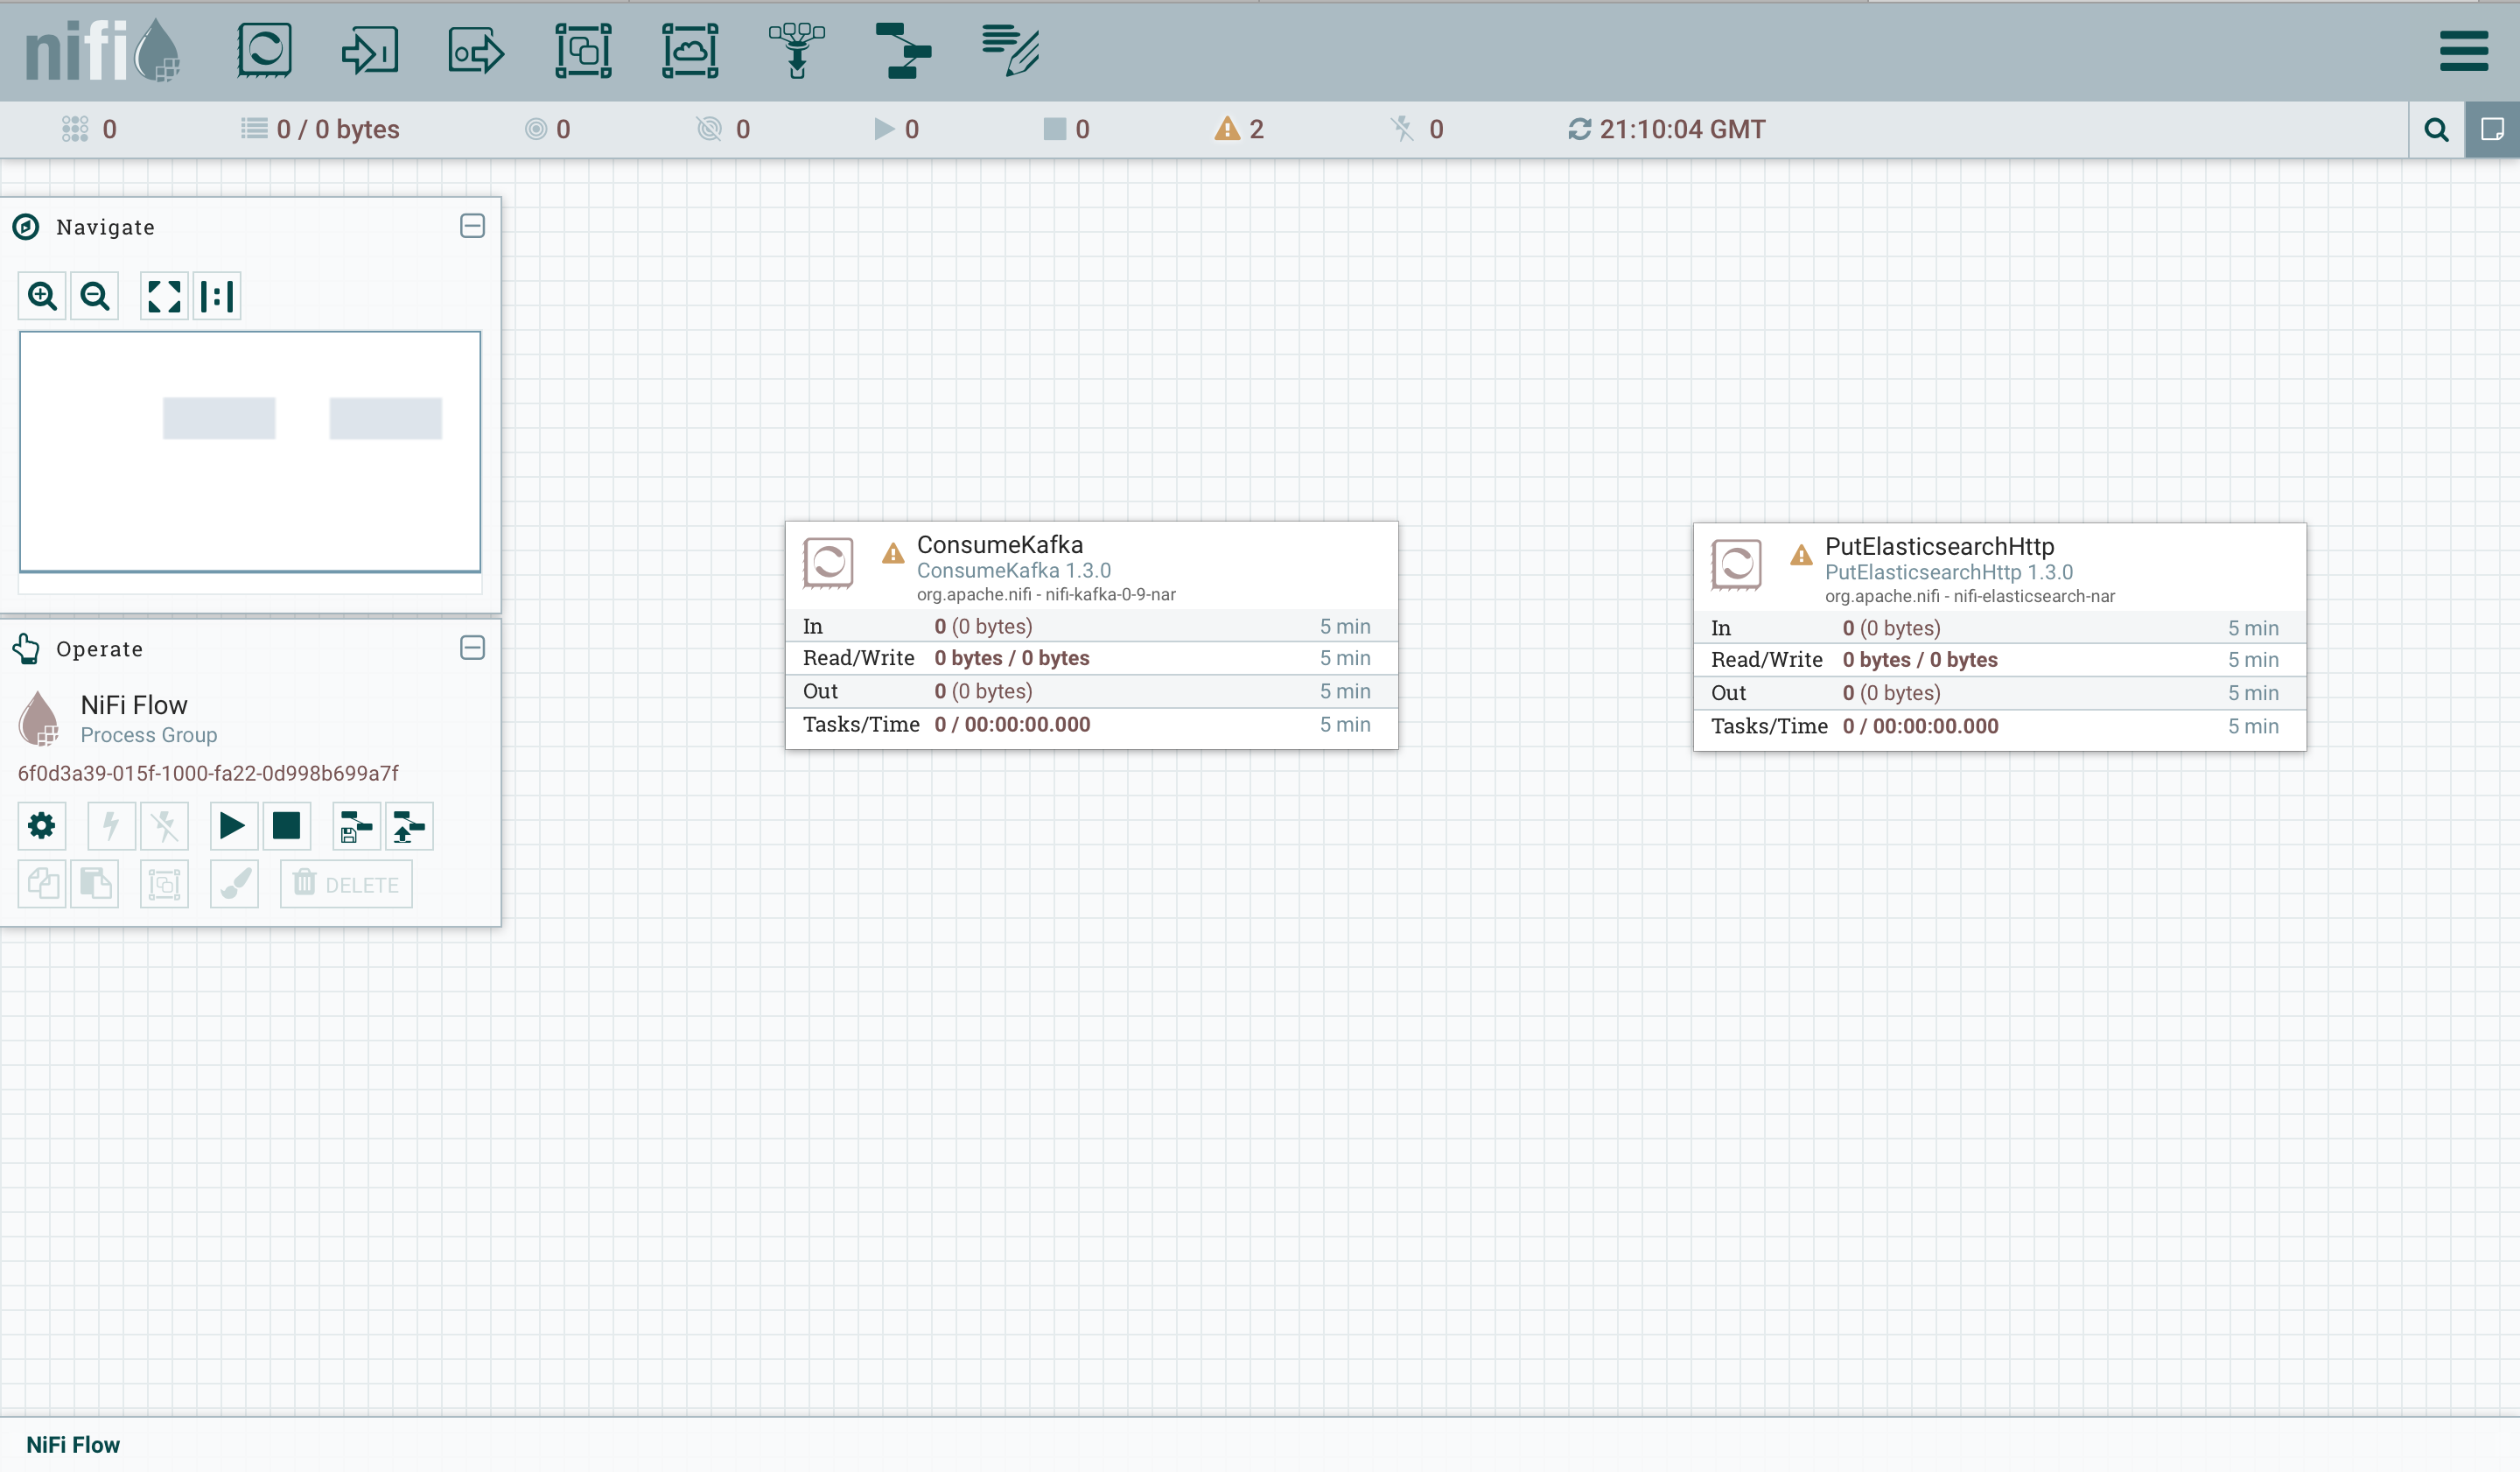 nifi
0
0 / 0 bytes
0
0
0
0
2
0
21:10:04 GMT
Navigate
Operate
NiFi Flow
Process Group
6f0d3a39-015f-1000-fa22-0d998b699a7f
DELETE
ConsumeKafka
ConsumeKafka 1.3.0
org.apache.nifi - nifi-kafka-0-9-nar
In 0 (0 bytes) 5 min
Read/Write 0 bytes / 0 bytes 5 min
Out 0 (0 bytes) 5 min
Tasks/Time 0 / 00:00:00.000 5 min
PutElasticsearchHttp
PutElasticsearchHttp 1.3.0
org.apache.nifi - nifi-elasticsearch-nar
In 0 (0 bytes) 5 min
Read/Write 0 bytes / 0 bytes 5 min
Out 0 (0 bytes) 5 min
Tasks/Time 0 / 00:00:00.000 5 min
NiFi Flow